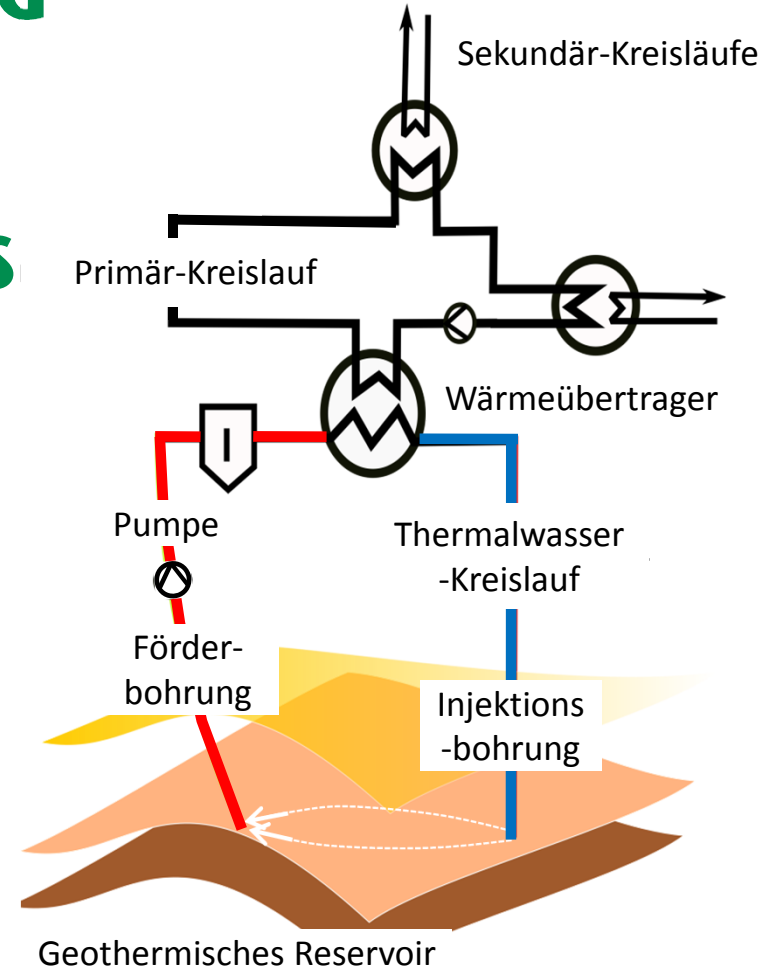 G
Sekundär-Kreisläufe
S
Primär-Kreislauf
Wärmeübertrager
Pumpe
Thermalwasser
-Kreislauf
Förder-
bohrung
Injektions
-bohrung
Geothermisches Reservoir